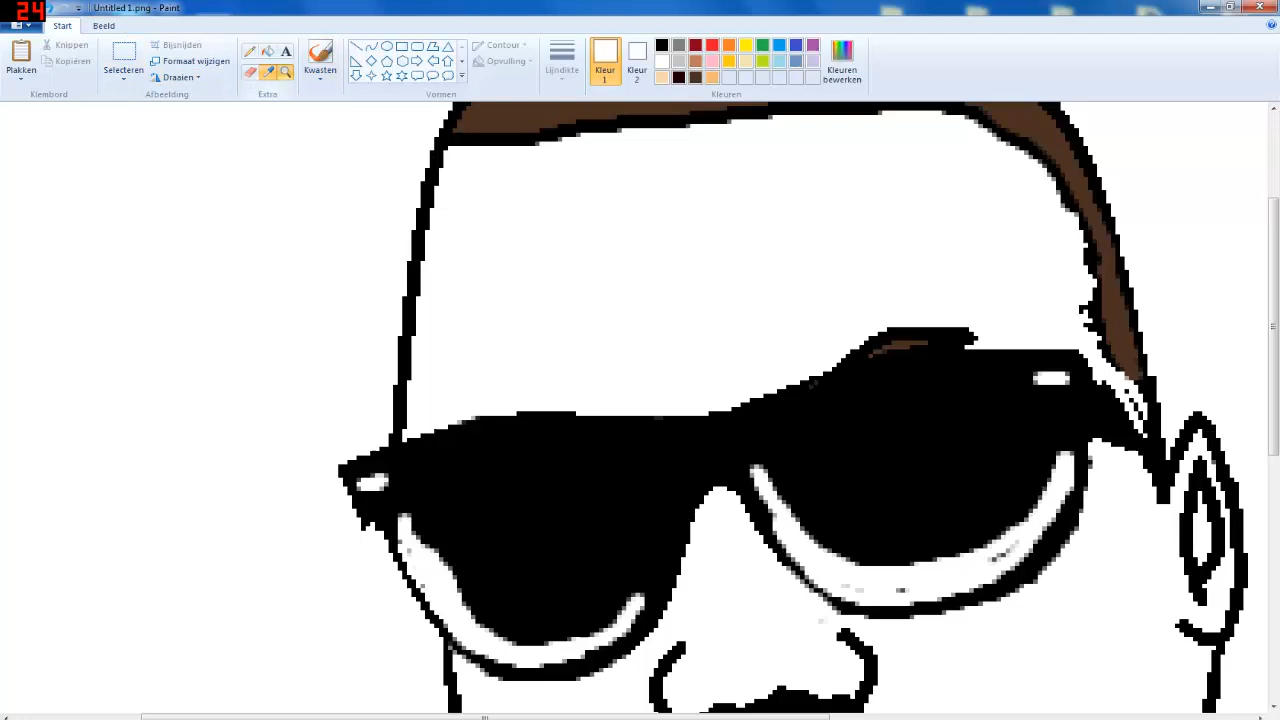 24
Untitled 1.png - Paint
Start Beeld
Plakken
Knippen
Kopiëren
Klembord
Selecteren
Bijsnijden
Formaat wijzigen
Draaien
Afbeelding
A
Extra
Kwasten
Vormen
Contour
Opvulling
Lijndikte
Kleur 1
Kleur 2
Kleuren
Kleuren bewerken